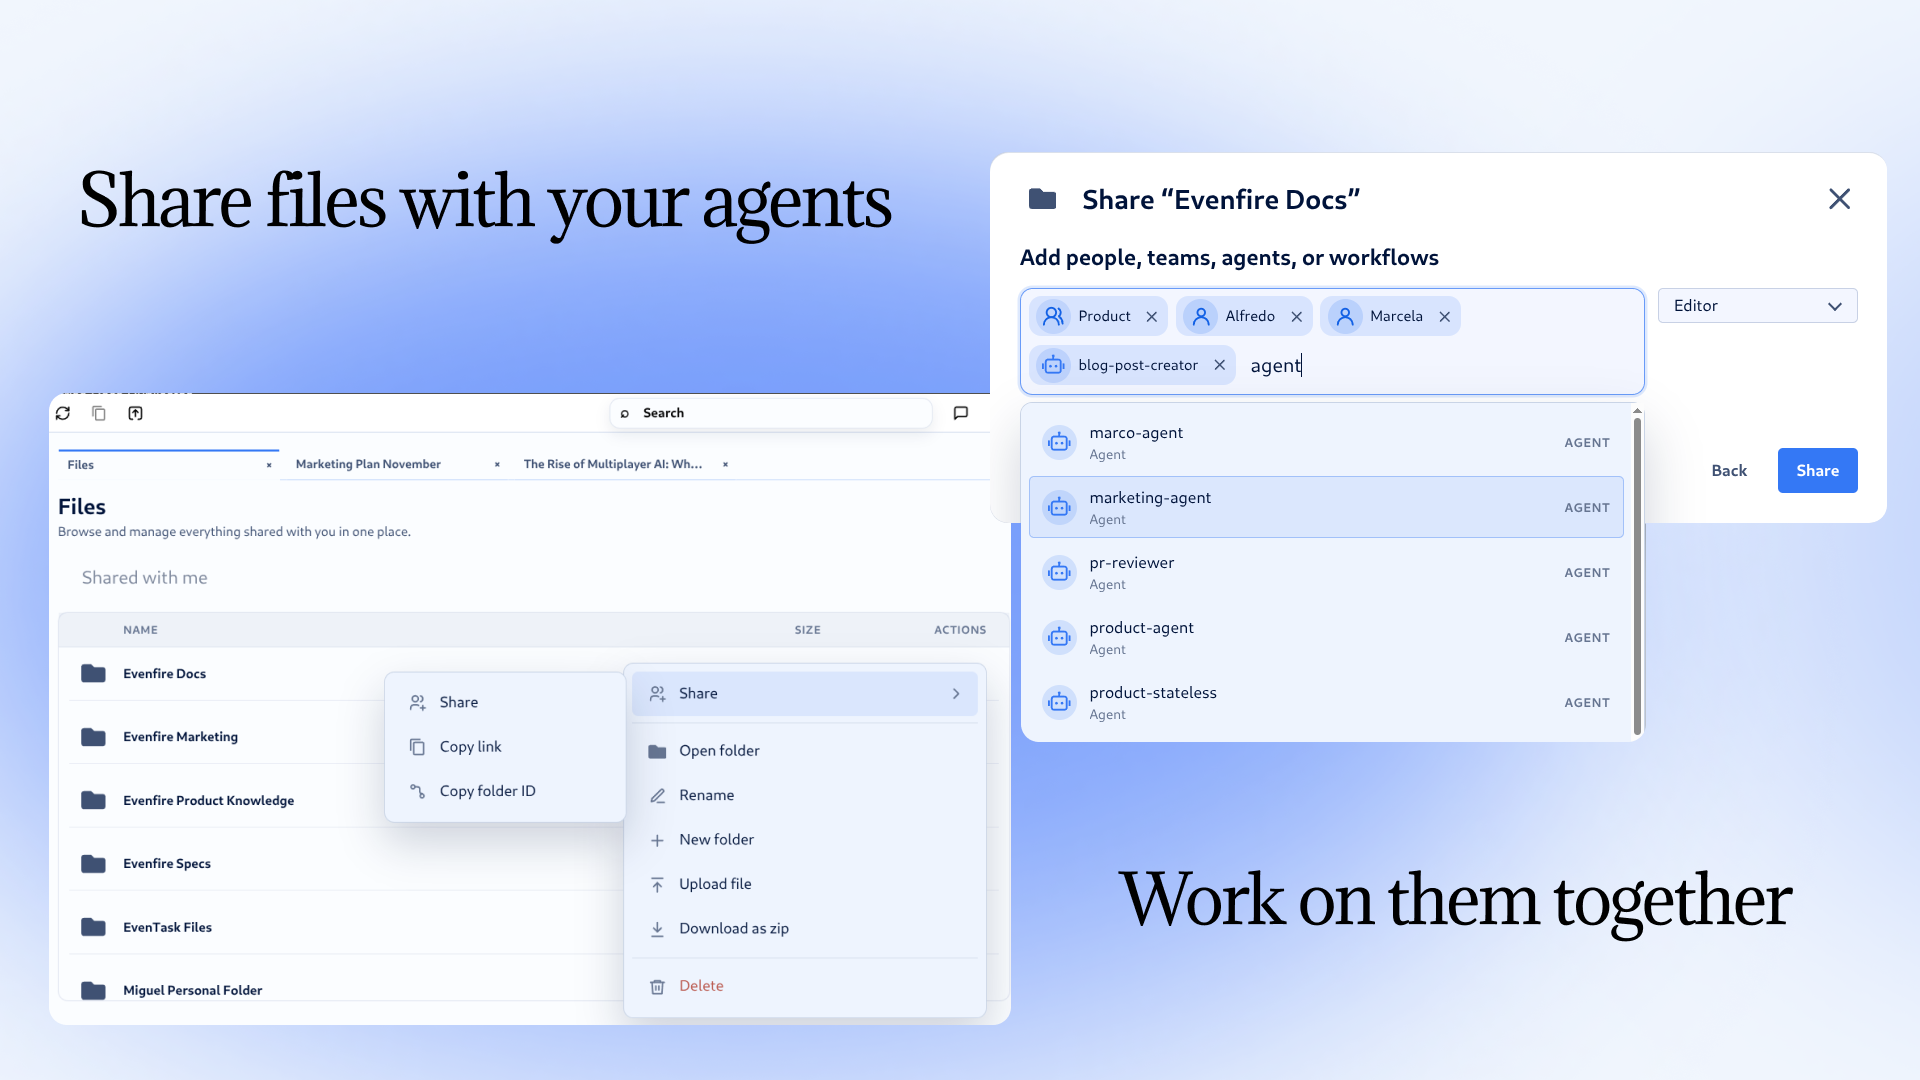 Share files with your agents
Search
Files
Marketing Plan November
The Rise of Multiplayer AI: Wh...
Files
Browse and manage everything shared with you in one place.
Shared with me
NAME SIZE ACTIONS
Evenfire Docs
Evenfire Marketing
Evenfire Product Knowledge
Evenfire Specs
EvenTask Files
Miguel Personal Folder
Share
Copy link
Copy folder ID
Share
Open folder
Rename
New folder
Upload file
Download as zip
Delete
Share “Evenfire Docs”
Add people, teams, agents, or workflows
Product Alfredo Marcela
blog-post-creator agent
Editor
marco-agent
Agent
AGENT
marketing-agent
Agent
AGENT
pr-reviewer
Agent
AGENT
product-agent
Agent
AGENT
product-stateless
Agent
AGENT
Back
Share
Work on them together